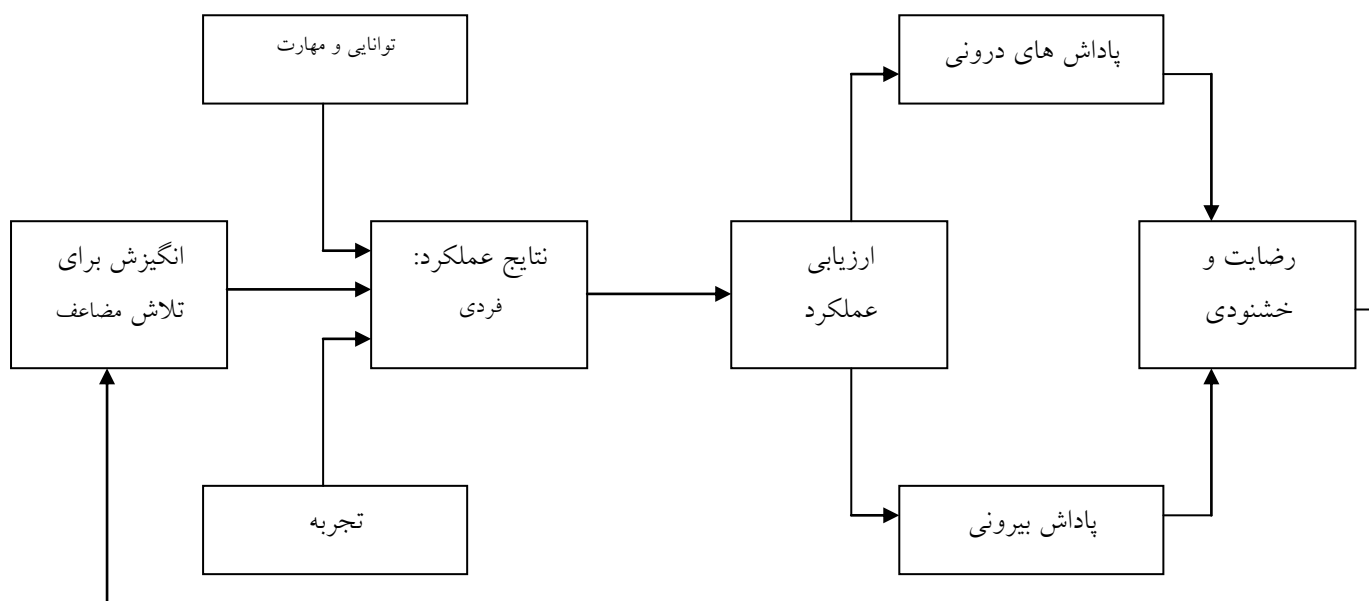 توانایی و مهارت
پاداش های درونی
انگیزش برای
تلاش مضاعف
نتایج عملکرد:
فردی
ارزیابی
عملکرد
رضایت و
خشنودی
تجربه
پاداش بیرونی